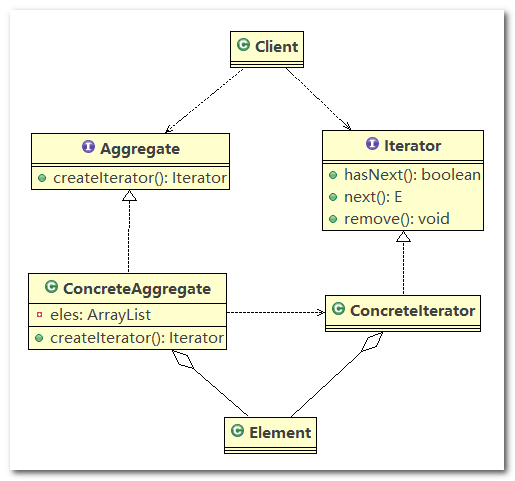 C Client
I Aggregate
createIterator(): Iterator
I Iterator
hasNext(): boolean
next(): E
remove(): void
C ConcreteAggregate
eles: ArrayList
createIterator(): Iterator
C ConcreteIterator
C Element